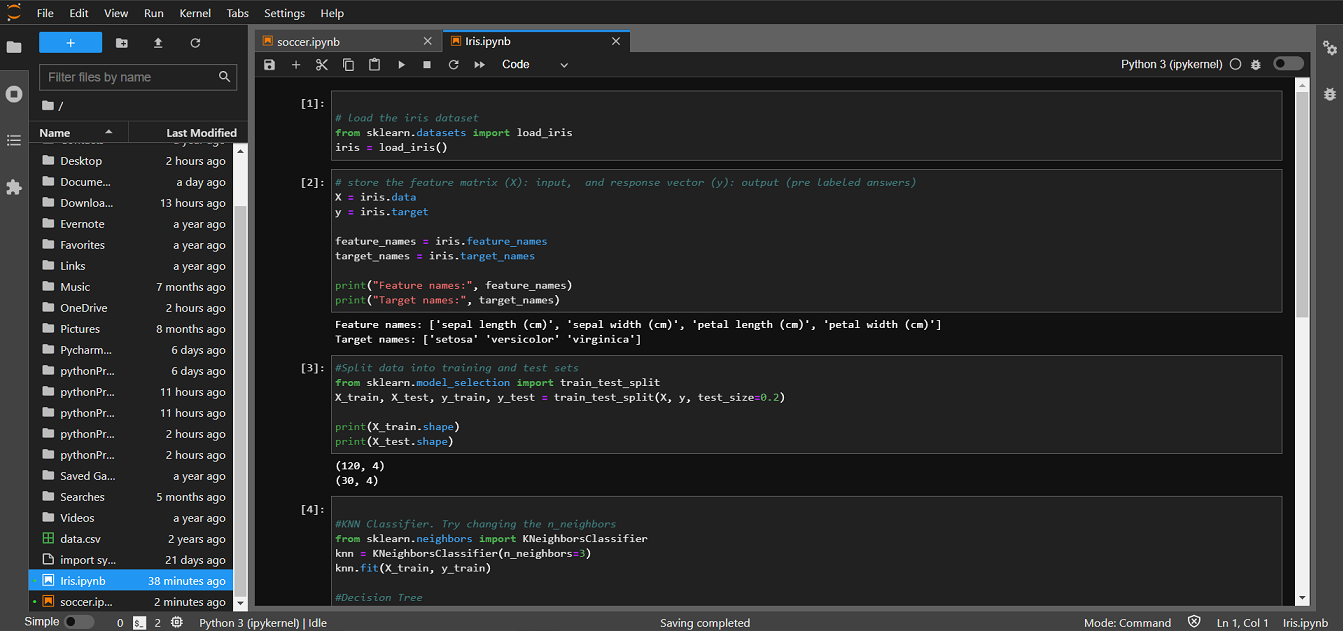 File Edit View Run Kernel Tabs Settings Help
+
Filter files by name
/
Name Last Modified
Desktop 2 hours ago
Docume... a day ago
Downloa... 13 hours ago
Evernote a year ago
Favorites a year ago
Links a year ago
Music 7 months ago
OneDrive 2 hours ago
Pictures 8 months ago
Pycharm... 6 days ago
pythonPr... 6 days ago
pythonPr... 11 hours ago
pythonPr... 11 hours ago
pythonPr... 2 hours ago
pythonPr... 2 hours ago
Saved Ga... a year ago
Searches 5 months ago
Videos a year ago
data.csv 2 years ago
import sy... 21 days ago
Iris.ipynb 38 minutes ago
soccer.ip... 2 minutes ago
soccer.ipynb Iris.ipynb
Code Python 3 (ipykernel)
[1]:
# load the iris dataset
from sklearn.datasets import load_iris
iris = load_iris()
[2]:
# store the feature matrix (X): input,  and response vector (y): output (pre labeled answers)
X = iris.data
y = iris.target
feature_names = iris.feature_names
target_names = iris.target_names
print("Feature names:", feature_names)
print("Target names:", target_names)
Feature names: ['sepal length (cm)', 'sepal width (cm)', 'petal length (cm)', 'petal width (cm)']
Target names: ['setosa' 'versicolor' 'virginica']
[3]:
#Split data into training and test sets
from sklearn.model_selection import train_test_split
X_train, X_test, y_train, y_test = train_test_split(X, y, test_size=0.2)
print(X_train.shape)
print(X_test.shape)
(120, 4)
(30, 4)
[4]:
#KNN Classifier. Try changing the n_neighbors
from sklearn.neighbors import KNeighborsClassifier
knn = KNeighborsClassifier(n_neighbors=3)
knn.fit(X_train, y_train)
#Decision Tree
Simple 0 $_ 2 Python 3 (ipykernel) | Idle Saving completed Mode: Command Ln 1, Col 1 Iris.ipynb